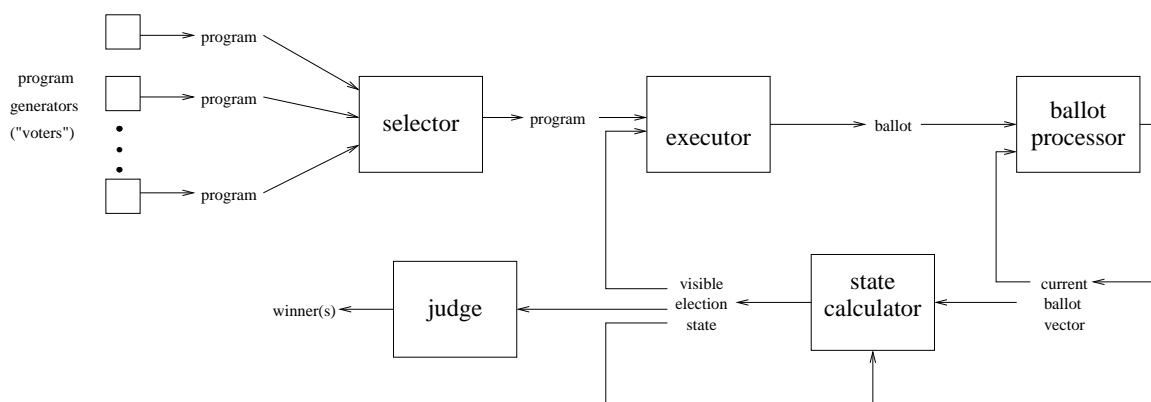 program
program
generators
("voters")
program
program
selector
program
executor
ballot
ballot
processor
winner(s)
judge
visible
election
state
state
calculator
current
ballot
vector